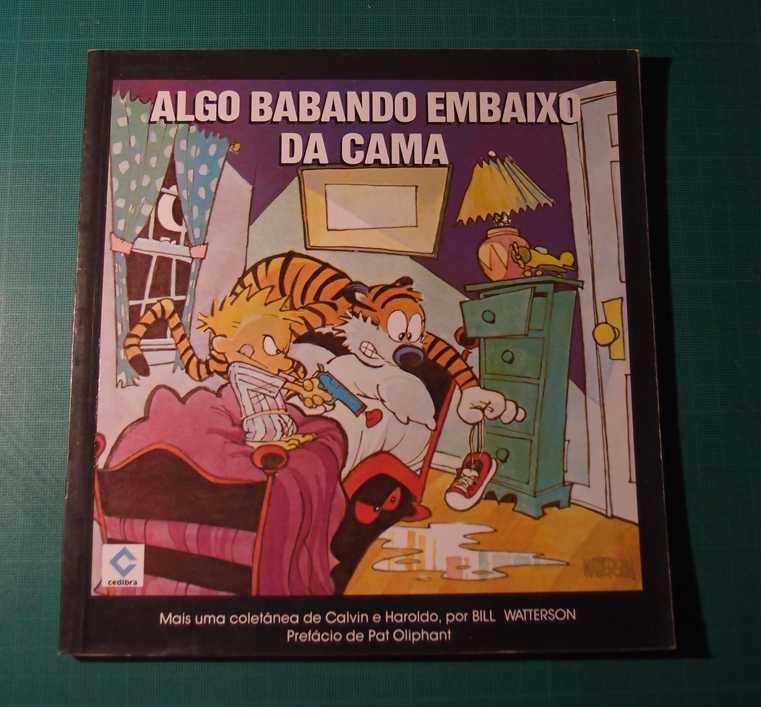 ALGO BABANDO EMBAIXO
DA CAMA
WATTERSON
cedibra
Mais uma coletânea de Calvin e Haroldo, por BILL WATTERSON
Prefácio de Pat Oliphant